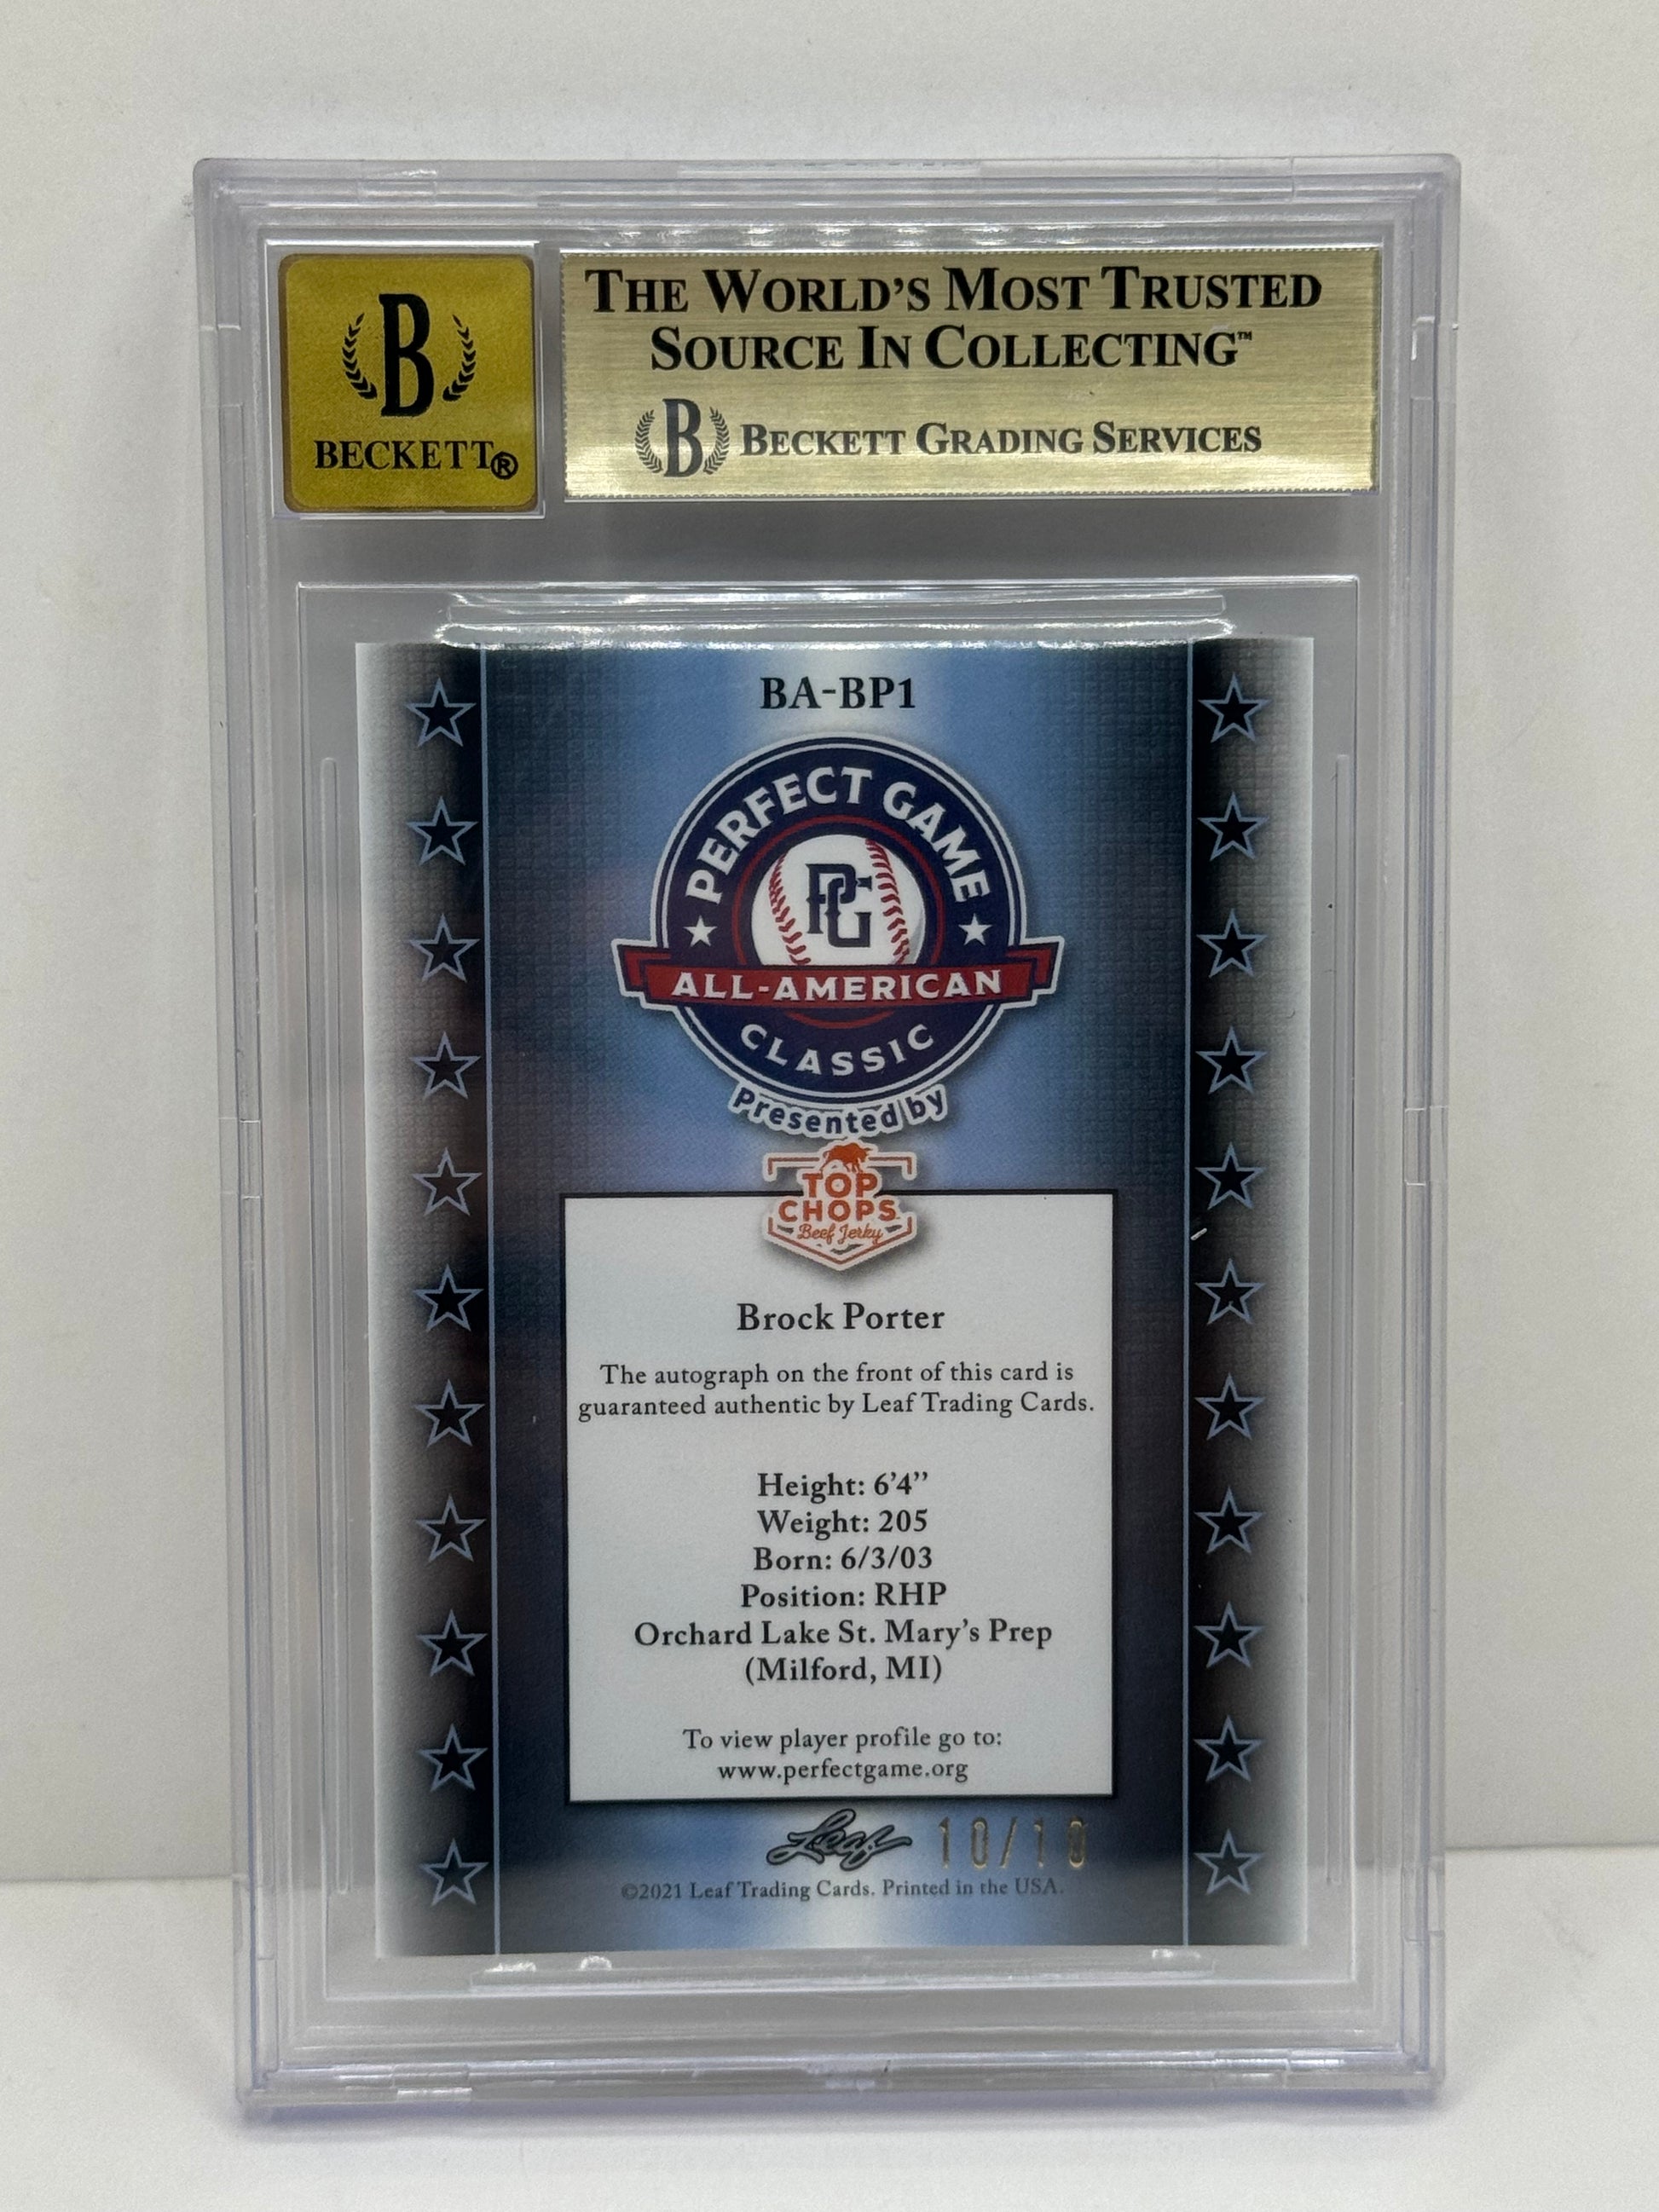 B
BECKETT®
THE WORLD'S MOST TRUSTED
SOURCE IN COLLECTING™
B BECKETT GRADING SERVICES
BA-BP1
PERFECT GAME
PG
ALL-AMERICAN
CLASSIC
Presented by
TOP
CHOPS
Beef Jerky
Brock Porter
The autograph on the front of this card is
guaranteed authentic by Leaf Trading Cards.
Height: 6'4''
Weight: 205
Born: 6/3/03
Position: RHP
Orchard Lake St. Mary's Prep
(Milford, MI)
To view player profile go to:
www.perfectgame.org
Leaf 10/10
©2021 Leaf Trading Cards. Printed in the USA.